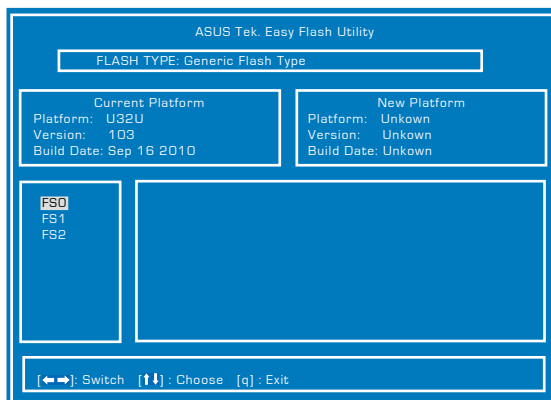 ASUS Tek. Easy Flash Utility
FLASH TYPE: Generic Flash Type
Current Platform
Platform: U32U
Version: 103
Build Date: Sep 16 2010
New Platform
Platform: Unkown
Version: Unkown
Build Date: Unkown
FS0
FS1
FS2
[←→]: Switch [↑↓] : Choose [q] : Exit